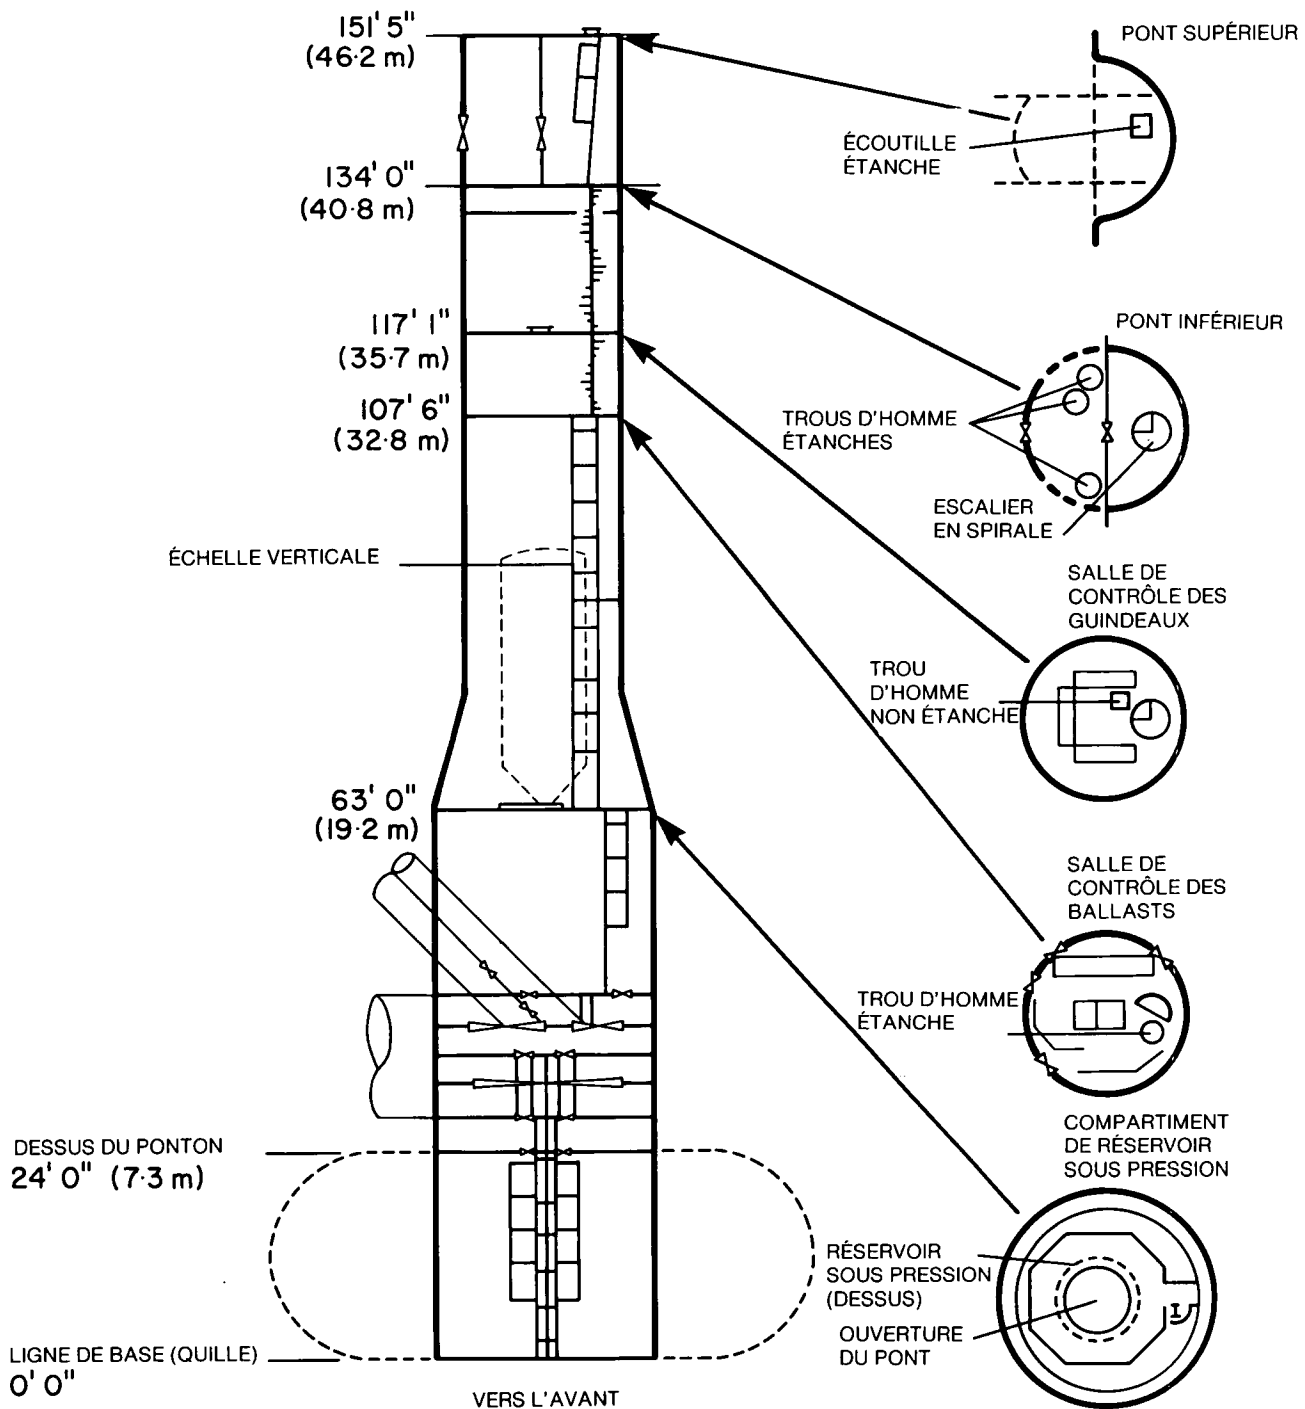 151' 5"
(46·2 m)
PONT SUPÉRIEUR
ÉCOUTILLE
ÉTANCHE
134' 0"
(40·8 m)
117' 1"
(35·7 m)
PONT INFÉRIEUR
107' 6"
(32·8 m)
TROUS D'HOMME
ÉTANCHES
ESCALIER
EN SPIRALE
ÉCHELLE VERTICALE
SALLE DE
CONTRÔLE DES
GUINDEAUX
TROU
D'HOMME
NON ÉTANCHE
63' 0"
(19·2 m)
SALLE DE
CONTRÔLE DES
BALLASTS
TROU D'HOMME
ÉTANCHE
COMPARTIMENT
DE RÉSERVOIR
SOUS PRESSION
DESSUS DU PONTON
24' 0" (7·3 m)
RÉSERVOIR
SOUS PRESSION
(DESSUS)
OUVERTURE
DU PONT
LIGNE DE BASE (QUILLE)
0' 0"
VERS L'AVANT